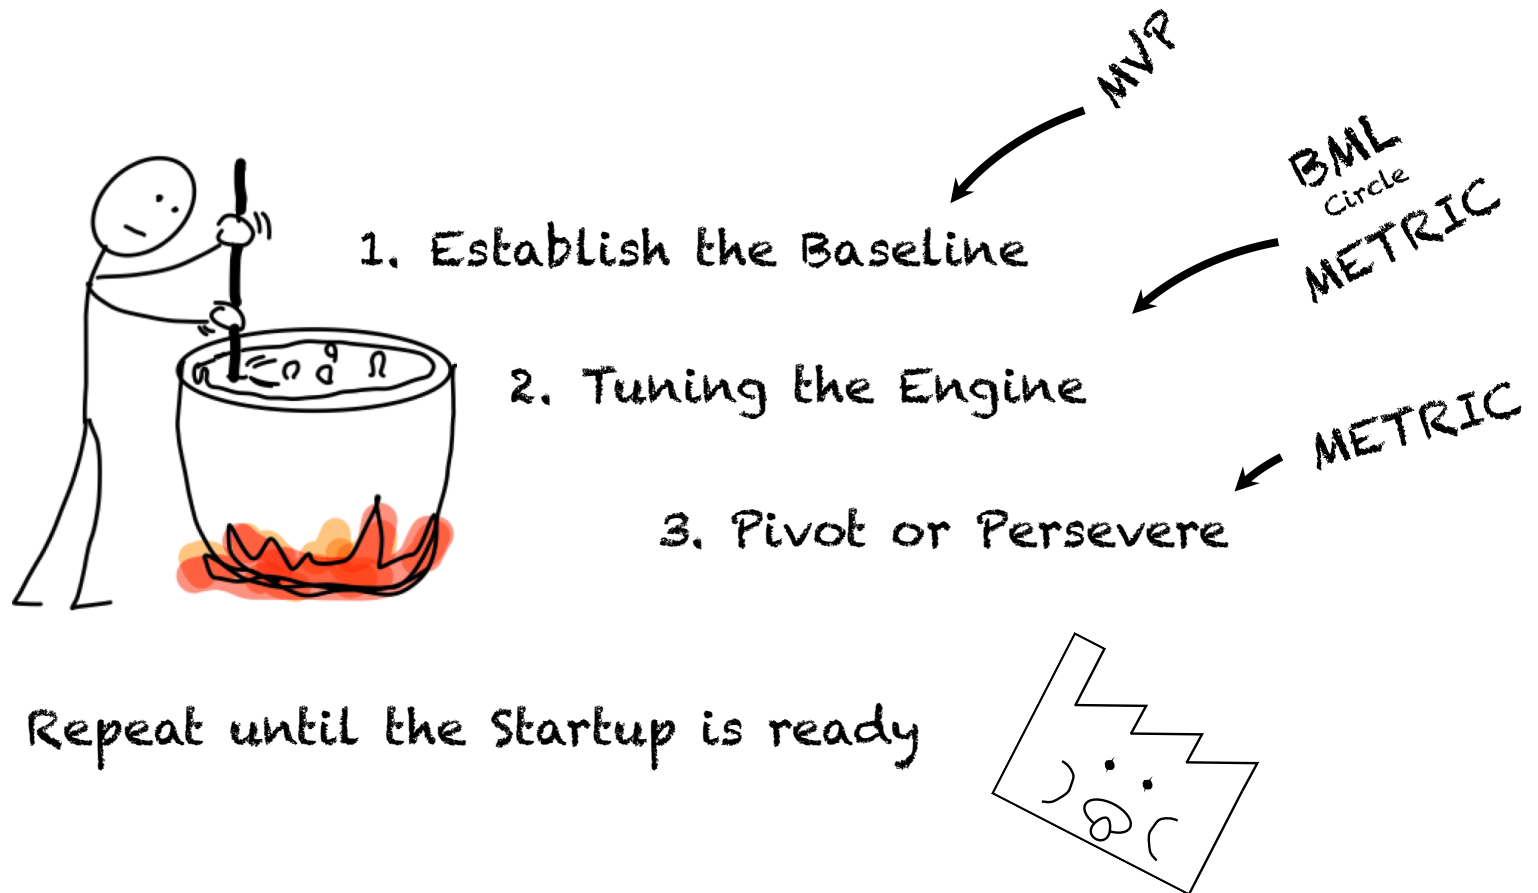 MVP
BML
Circle
METRIC
1. Establish the Baseline
2. Tuning the Engine
METRIC
3. Pivot or Persevere
Repeat until the Startup is ready